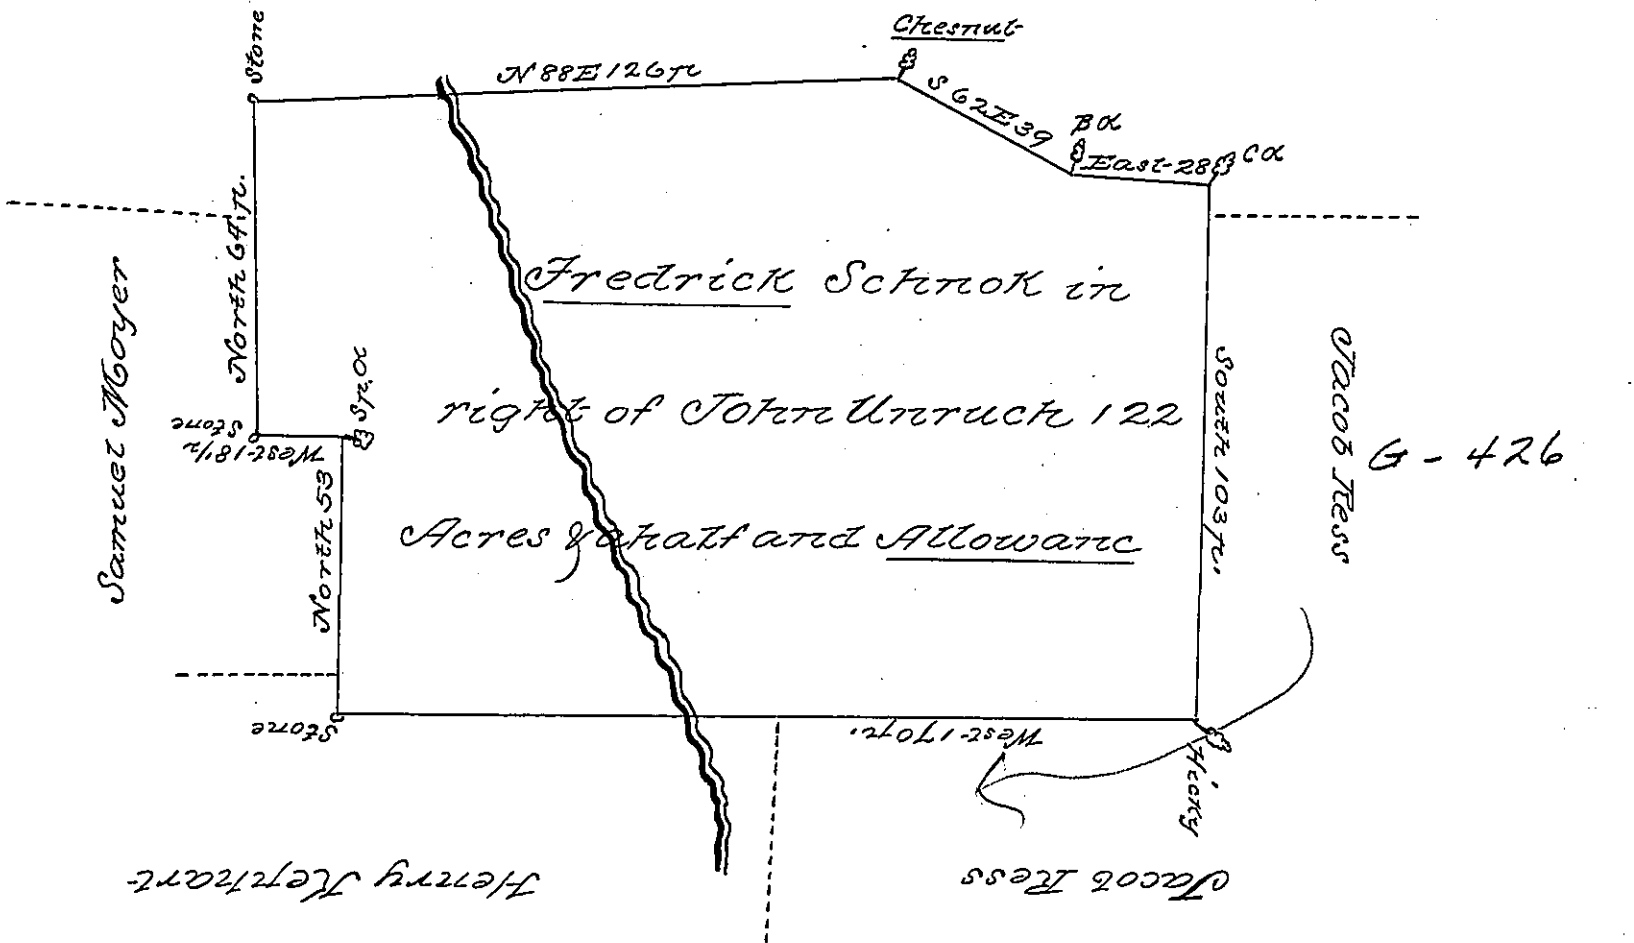 Chesnut
Stone
N 88 E 126 p
S 62 E 39
B O
East 28
C O
North 64 p.
Samuel Moyer
Fredrick Schnok in
right of John Unruch 122
Acres & a half and Allowanc
South 103 p.
Jacob Ress
G - 426
Stone
West 18 1/2
Sp. O
North 53
Stone
West 170 p.
Hicky
Henry Kephart
Jacob Ress